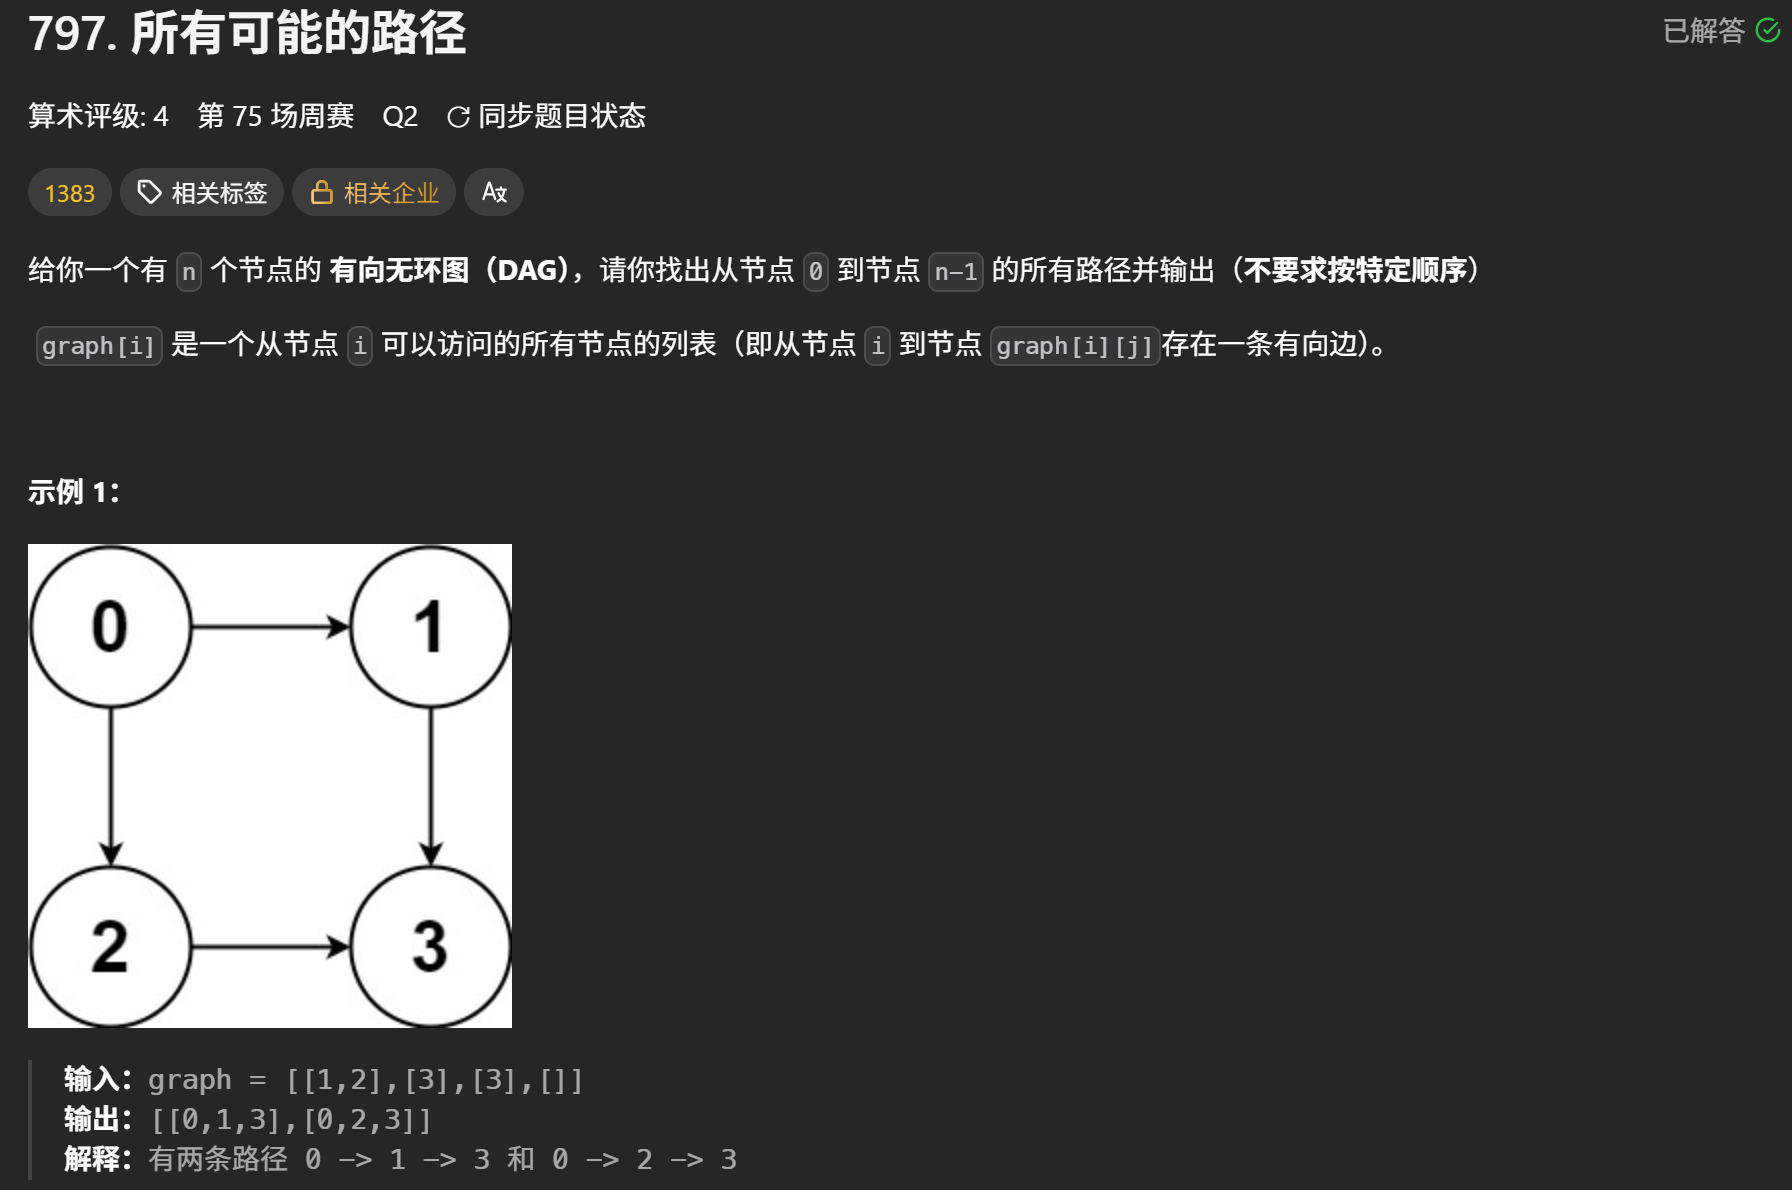 797. 所有可能的路径
已解答
算术评级: 4 第 75 场周赛 Q2 同步题目状态
1383 相关标签 相关企业
给你一个有 n 个节点的 有向无环图（DAG），请你找出从节点 0 到节点 n-1 的所有路径并输出（不要求按特定顺序）
graph[i] 是一个从节点 i 可以访问的所有节点的列表（即从节点 i 到节点 graph[i][j]存在一条有向边）。
示例 1：
0 1
2 3
输入：graph = [[1,2],[3],[3],[]]
输出：[[0,1,3],[0,2,3]]
解释：有两条路径 0 -> 1 -> 3 和 0 -> 2 -> 3